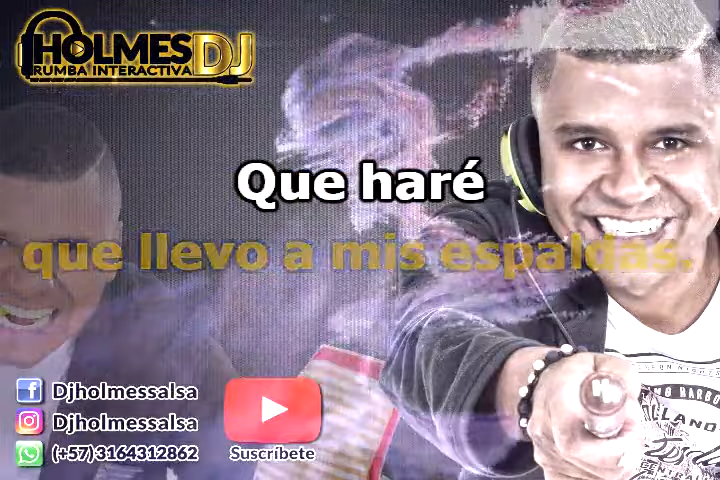 HOLMES DJ
RUMBA INTERACTIVA
Que haré
que llevo a mis espaldas.
Djholmessalsa
Djholmessalsa
(+57)3164312862
Suscríbete